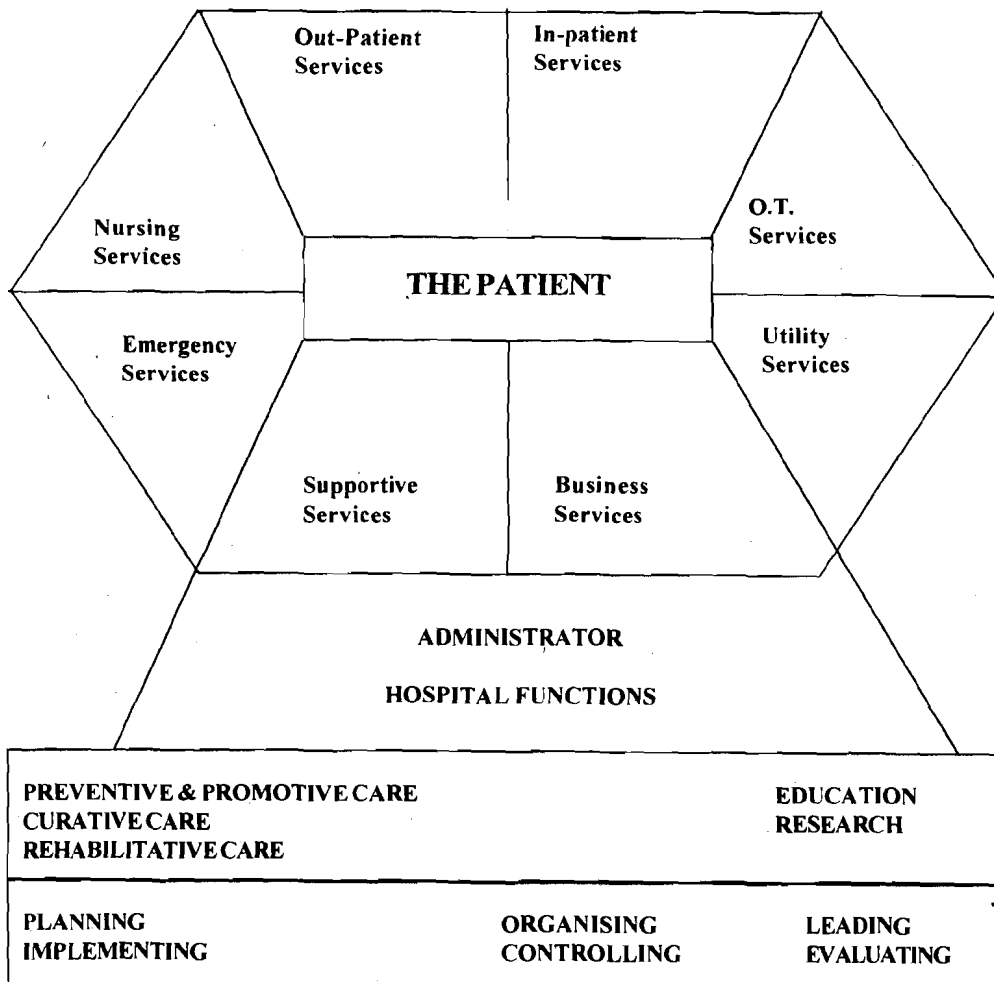 Out-Patient
Services
In-patient
Services
Nursing
Services
O.T.
Services
THE PATIENT
Emergency
Services
Utility
Services
Supportive
Services
Business
Services
ADMINISTRATOR
HOSPITAL FUNCTIONS
PREVENTIVE & PROMOTIVE CARE
CURATIVE CARE
REHABILITATIVE CARE
EDUCATION
RESEARCH
PLANNING
IMPLEMENTING
ORGANISING
CONTROLLING
LEADING
EVALUATING